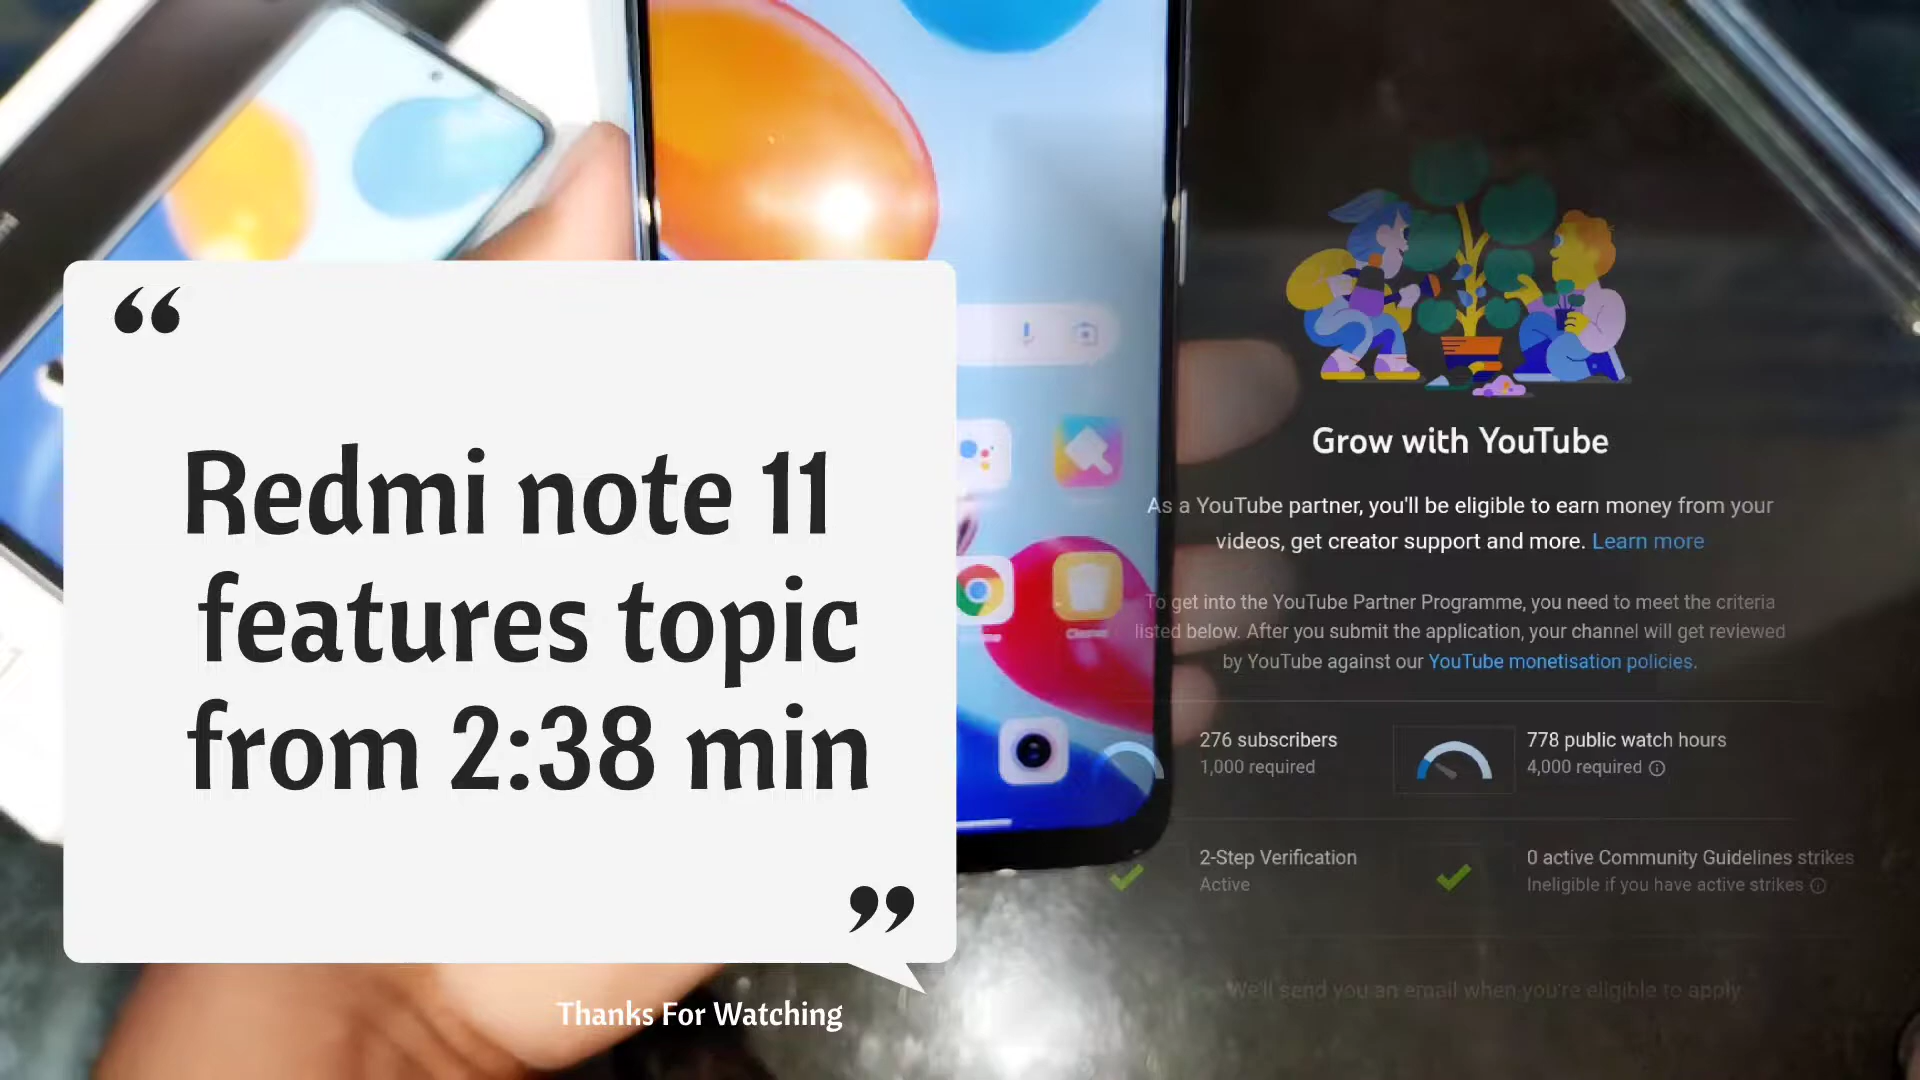 “
Redmi note 11
features topic
from 2:38 min
”
Thanks For Watching
Grow with YouTube
As a YouTube partner, you'll be eligible to earn money from your
videos, get creator support and more. Learn more
To get into the YouTube Partner Programme, you need to meet the criteria
listed below. After you submit the application, your channel will get reviewed
by YouTube against our YouTube monetisation policies.
276 subscribers
1,000 required
778 public watch hours
4,000 required
2-Step Verification
Active
0 active Community Guidelines strikes
Ineligible if you have active strikes
We'll send you an email when you're eligible to apply